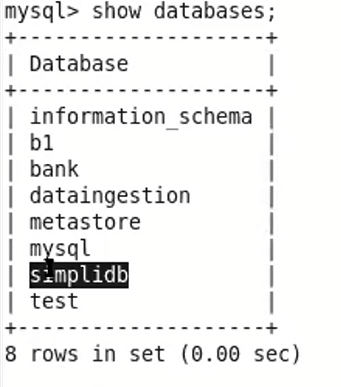 mysql> show databases;
+--------------------+
| Database           |
+--------------------+
| information_schema |
| b1                 |
| bank               |
| dataingestion      |
| metastore          |
| mysql              |
| simplidb           |
| test               |
+--------------------+
8 rows in set (0.00 sec)